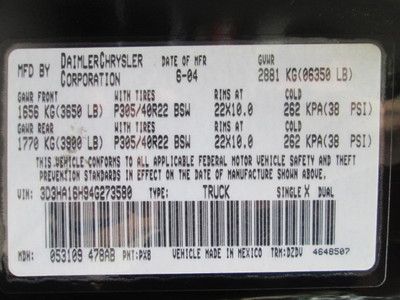 MFD BY DAIMLERCHRYSLER CORPORATION DATE OF MFR 6-04 GVWR 2881 KG(06350 LB)
GAWR FRONT WITH TIRES RIMS AT COLD
1656 KG(3650 LB) P305/40R22 BSW 22X10.0 262 KPA(38 PSI)
GAWR REAR WITH TIRES RIMS AT COLD
1770 KG(3900 LB) P305/40R22 BSW 22X10.0 262 KPA(38 PSI)
THIS VEHICLE CONFORMS TO ALL APPLICABLE FEDERAL MOTOR VEHICLE SAFETY AND THEFT
PREVENTION STANDARDS IN EFFECT ON THE DATE OF MANUFACTURE SHOWN ABOVE.
VIN: 3D3HA16H94G273580 TYPE: TRUCK SINGLE X DUAL
MDH: 053109 478AB PNT: PXB VEHICLE MADE IN MEXICO TRM: DZDV 4648507